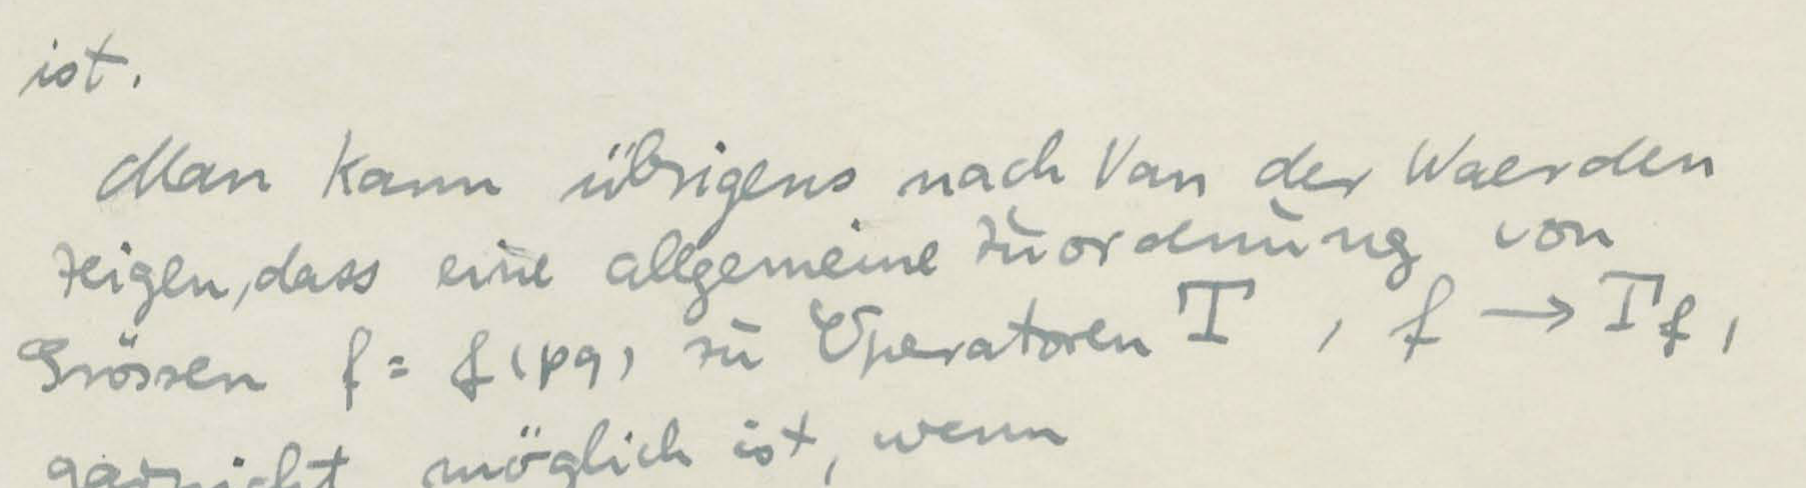 ist.
Man kann übrigens nach Van der Waerden
zeigen, dass eine allgemeine Zuordnung von
Grössen f = f(pq) zu Operatoren T, f → T_f,
garnicht möglich ist, wenn